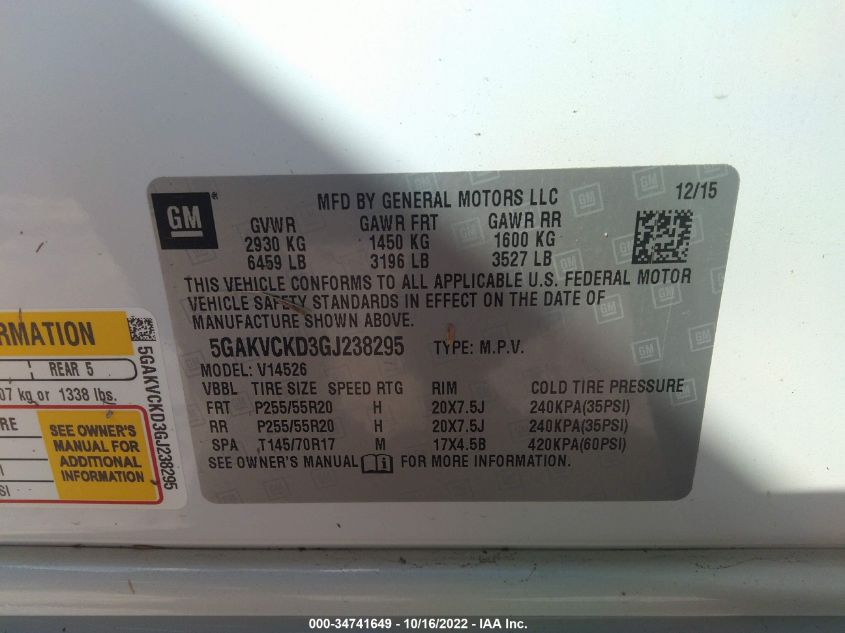 GM
MFD BY GENERAL MOTORS LLC
12/15
GVWR GAWR FRT GAWR RR
2930 KG 1450 KG 1600 KG
6459 LB 3196 LB 3527 LB
THIS VEHICLE CONFORMS TO ALL APPLICABLE U.S. FEDERAL MOTOR
VEHICLE SAFETY STANDARDS IN EFFECT ON THE DATE OF
MANUFACTURE SHOWN ABOVE.
5GAKVCKD3GJ238295 TYPE: M.P.V.
MODEL: V14526
VBBL TIRE SIZE SPEED RTG RIM COLD TIRE PRESSURE
FRT P255/55R20 H 20X7.5J 240KPA(35PSI)
RR P255/55R20 H 20X7.5J 240KPA(35PSI)
SPA T145/70R17 M 17X4.5B 420KPA(60PSI)
SEE OWNER'S MANUAL FOR MORE INFORMATION.
REAR 5
kg or 1338 lbs.
SEE OWNER'S
MANUAL FOR
ADDITIONAL
INFORMATION
5GAKVCKD3GJ238295
000-34741649 - 10/16/2022 - IAA Inc.